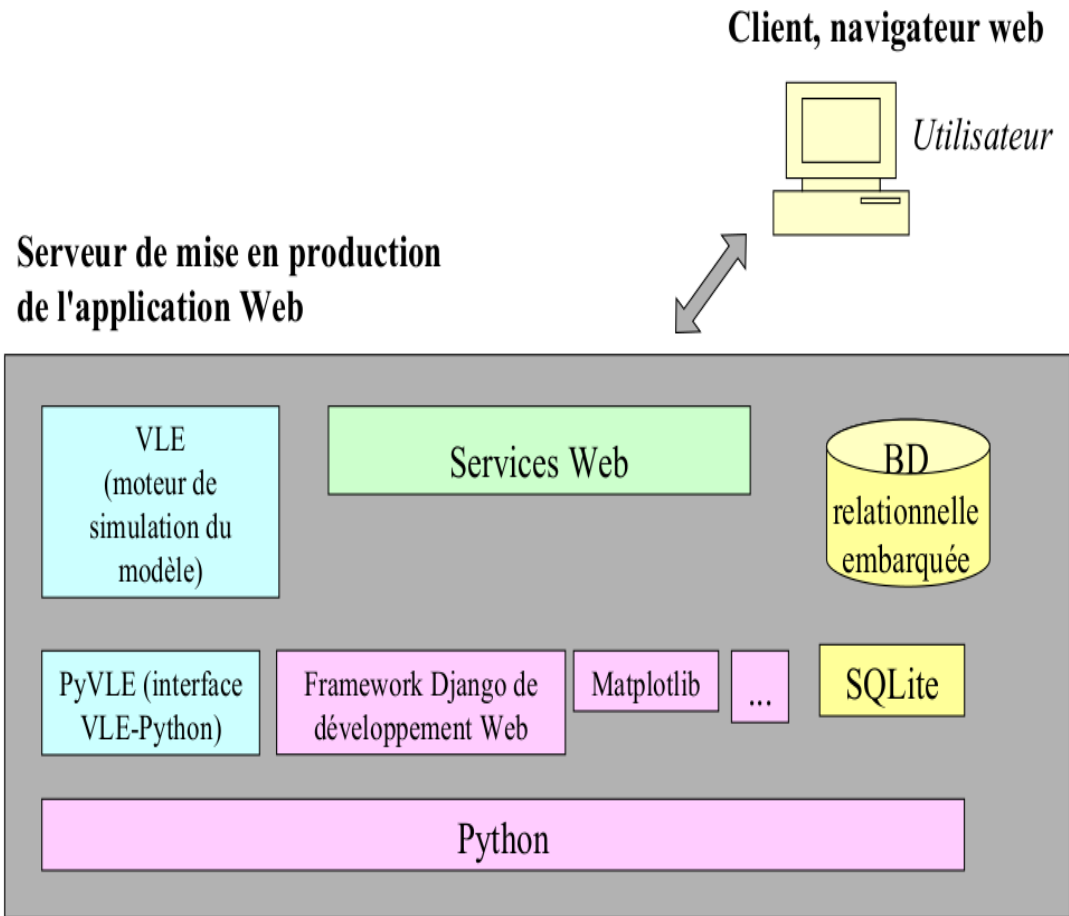 Client, navigateur web
Utilisateur
Serveur de mise en production
de l'application Web
VLE
(moteur de
simulation du
modèle)
Services Web
BD
relationnelle
embarquée
PyVLE (interface
VLE-Python)
Framework Django de
développement Web
Matplotlib
...
SQLite
Python